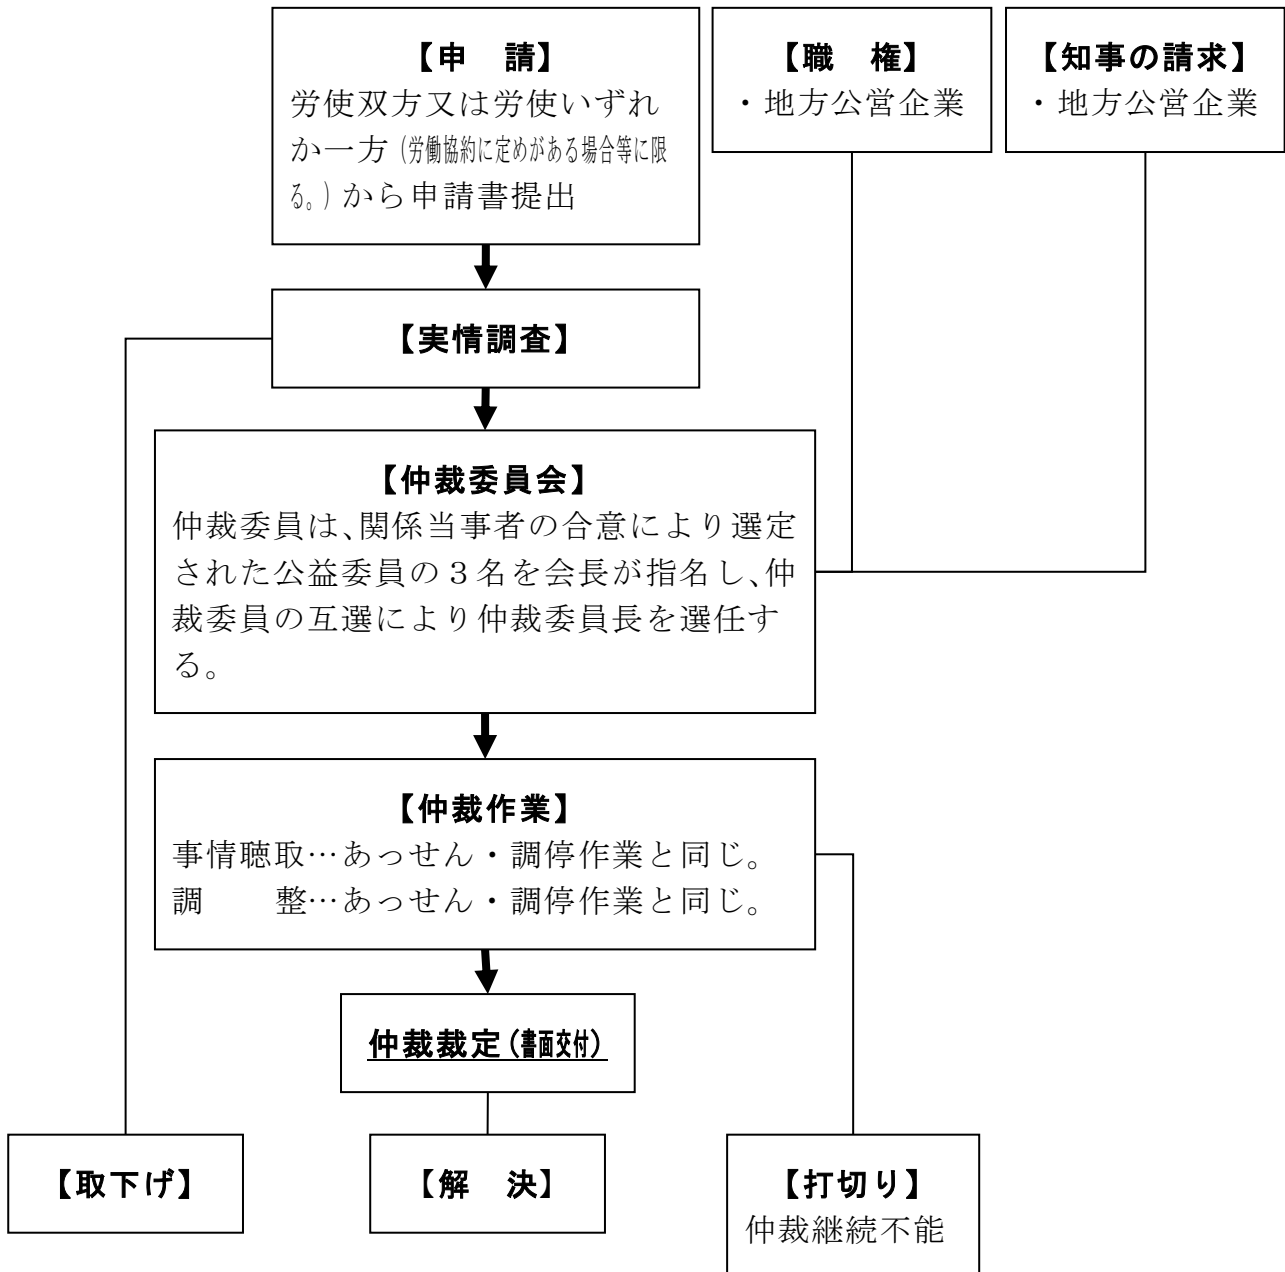 【申　請】
労使双方又は労使いずれ
か一方(労働協約に定めがある場合等に限
る。)から申請書提出
【職　権】
・地方公営企業
【知事の請求】
・地方公営企業
【実情調査】
【仲裁委員会】
仲裁委員は、関係当事者の合意により選定
された公益委員の３名を会長が指名し、仲
裁委員の互選により仲裁委員長を選任す
る。
【仲裁作業】
事情聴取…あっせん・調停作業と同じ。
調　　整…あっせん・調停作業と同じ。
仲裁裁定(書面交付)
【取下げ】
【解　決】
【打切り】
仲裁継続不能